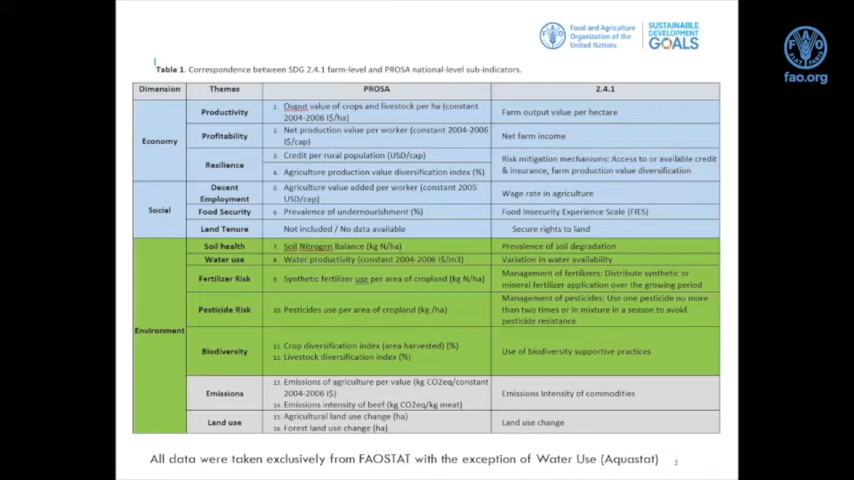 Food and Agriculture
Organization of the
United Nations
SUSTAINABLE
DEVELOPMENT
GOALS
FAO
FIAT PANIS
fao.org
Table 1. Correspondence between SDG 2.4.1 farm-level and PROSA national-level sub-indicators.
Dimension Themes PROSA 2.4.1
Economy
Productivity
1. Ouput value of crops and livestock per ha (constant
2004-2006 I$/ha)
Farm output value per hectare
Profitability
2. Net production value per worker (constant 2004-2006
I$/cap)
Net farm income
Resilience
3. Credit per rural population (USD/cap)
4. Agriculture production value diversification index (%)
Risk mitigation mechanisms: Access to or available credit
& insurance, farm production value diversification
Social
Decent
Employment
5. Agriculture value added per worker (constant 2005
USD/cap)
Wage rate in agriculture
Food Security
6. Prevalence of undernourishment (%)
Food Insecurity Experience Scale (FIES)
Land Tenure
Not included / No data available
Secure rights to land
Environment
Soil health
7. Soil Nitrogen Balance (kg N/ha)
Prevalence of soil degradation
Water use
8. Water productivity (constant 2004-2006 I$/m3)
Variation in water availability
Fertilizer Risk
9. Synthetic fertilizer use per area of cropland (kg N/ha)
Management of fertilizers: Distribute synthetic or
mineral fertilizer application over the growing period
Pesticide Risk
10. Pesticides use per area of cropland (kg /ha)
Management of pesticides: Use one pesticide no more
than two times or in mixture in a season to avoid
pesticide resistance
Biodiversity
11. Crop diversification index (area harvested) (%)
12. Livestock diversification index (%)
Use of biodiversity supportive practices
Emissions
13. Emissions of agriculture per value (kg CO2eq/constant
2004-2006 I$)
14. Emissions intensity of beef (kg CO2eq/kg meat)
Emissions Intensity of commodities
Land use
15. Agricultural land use change (ha)
16. Forest land use change (ha)
Land use change
All data were taken exclusively from FAOSTAT with the exception of Water Use (Aquastat)
3